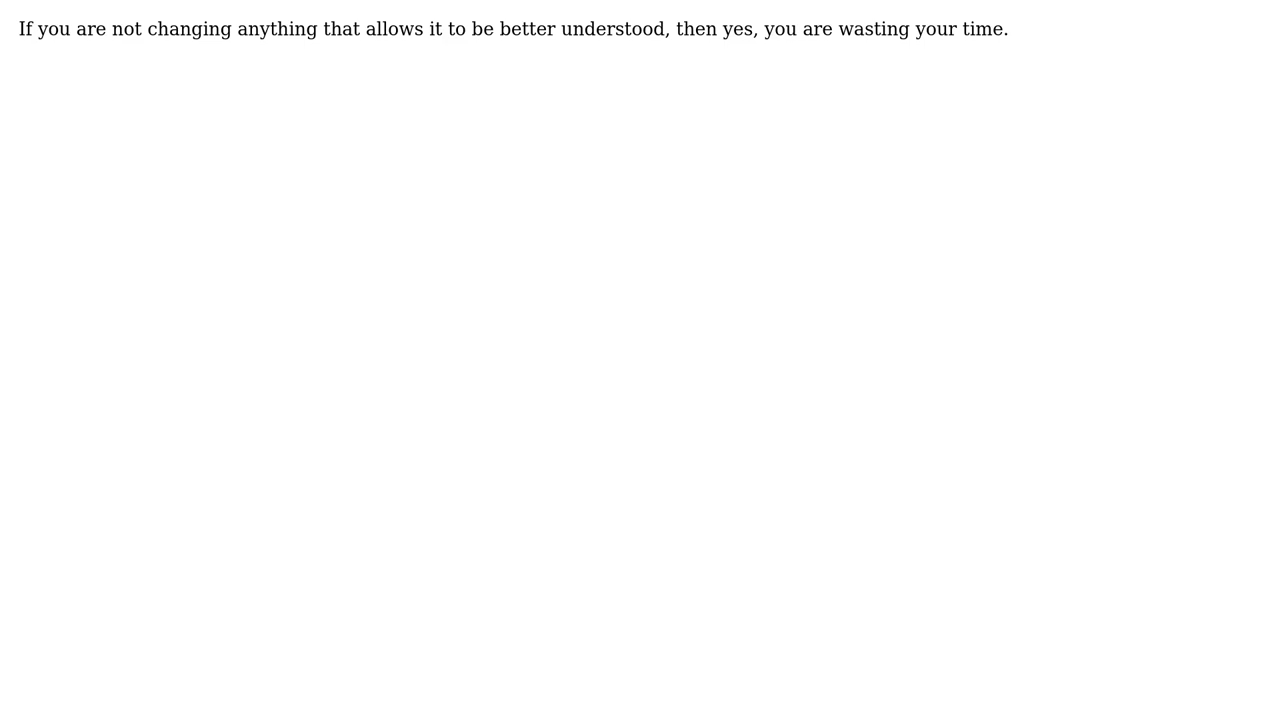 If you are not changing anything that allows it to be better understood, then yes, you are wasting your time.